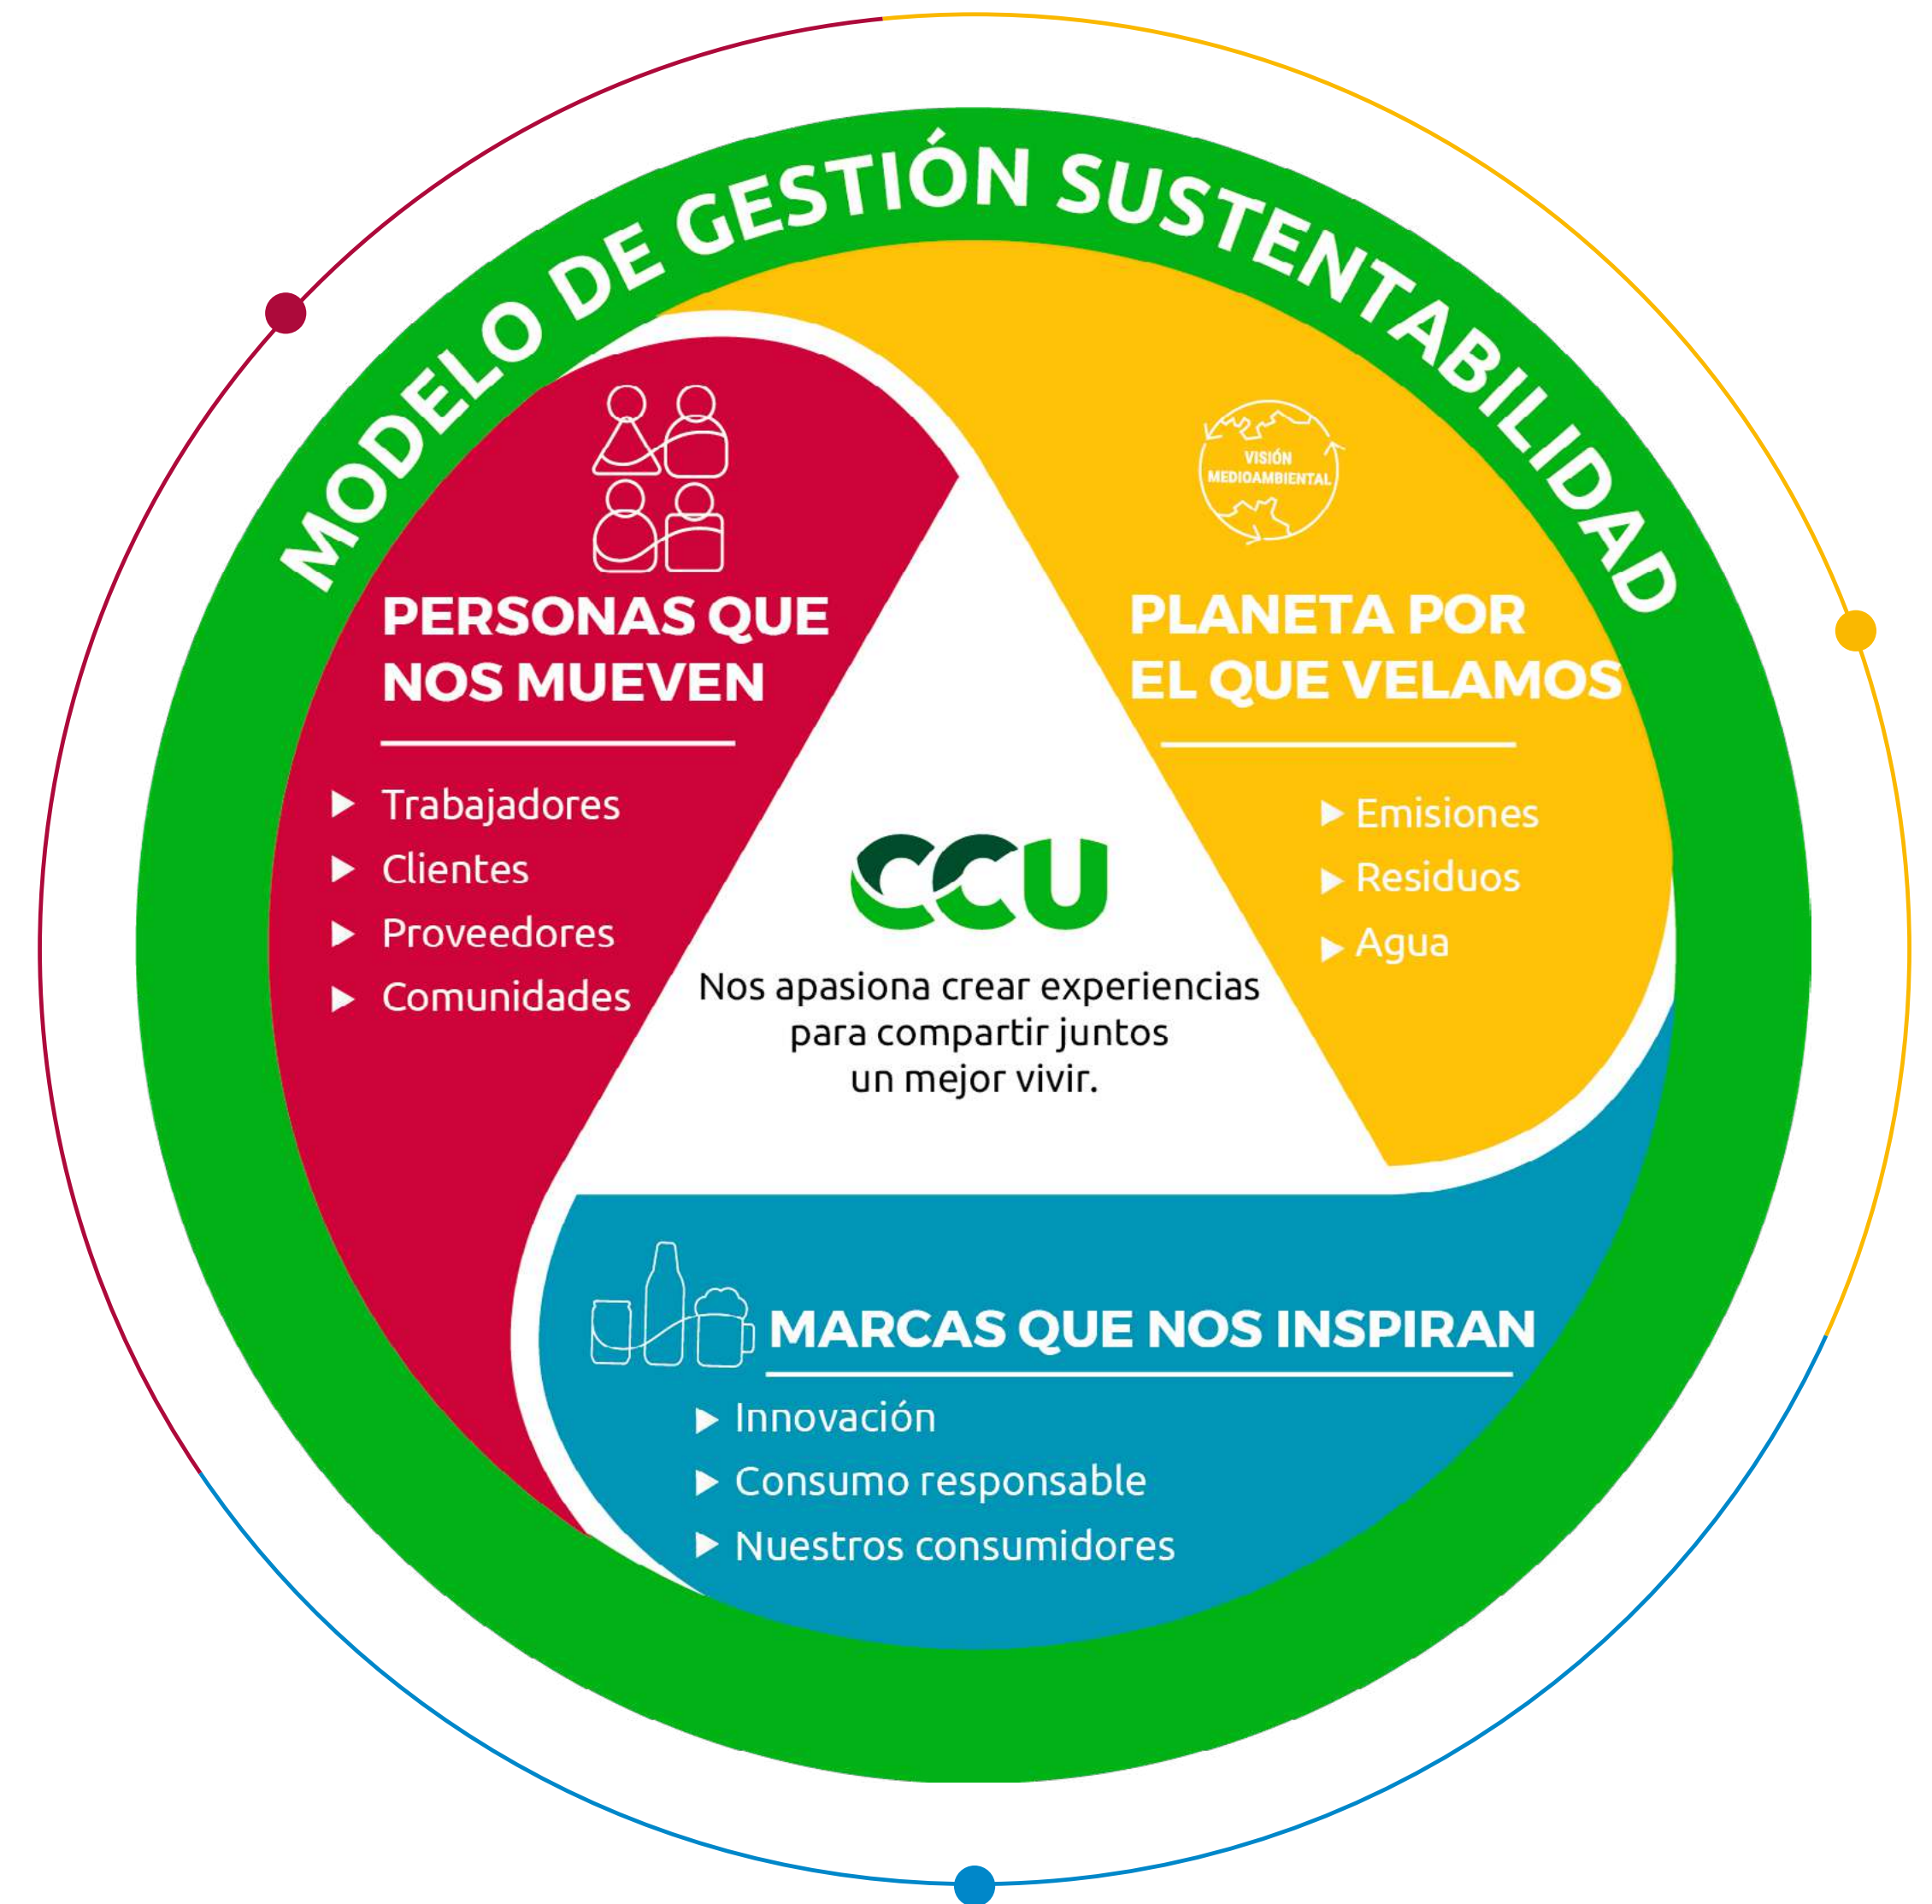 MODELO DE GESTIÓN SUSTENTABILIDAD
PERSONAS QUE
NOS MUEVEN
Trabajadores
Clientes
Proveedores
Comunidades
VISIÓN
MEDIOAMBIENTAL
PLANETA POR
EL QUE VELAMOS
Emisiones
Residuos
Agua
CCU
Nos apasiona crear experiencias
para compartir juntos
un mejor vivir.
MARCAS QUE NOS INSPIRAN
Innovación
Consumo responsable
Nuestros consumidores